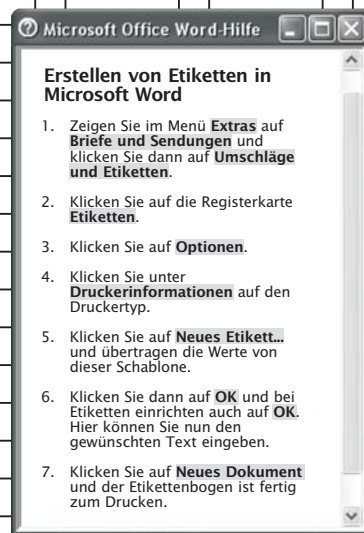 Microsoft Office Word-Hilfe
Erstellen von Etiketten in
Microsoft Word
1. Zeigen Sie im Menü Extras auf
Briefe und Sendungen und
klicken Sie dann auf Umschläge
und Etiketten.
2. Klicken Sie auf die Registerkarte
Etiketten.
3. Klicken Sie auf Optionen.
4. Klicken Sie unter
Druckerinformationen auf den
Druckertyp.
5. Klicken Sie auf Neues Etikett...
und übertragen die Werte von
dieser Schablone.
6. Klicken Sie dann auf OK und bei
Etiketten einrichten auch auf OK.
Hier können Sie nun den
gewünschten Text eingeben.
7. Klicken Sie auf Neues Dokument
und der Etikettenbogen ist fertig
zum Drucken.